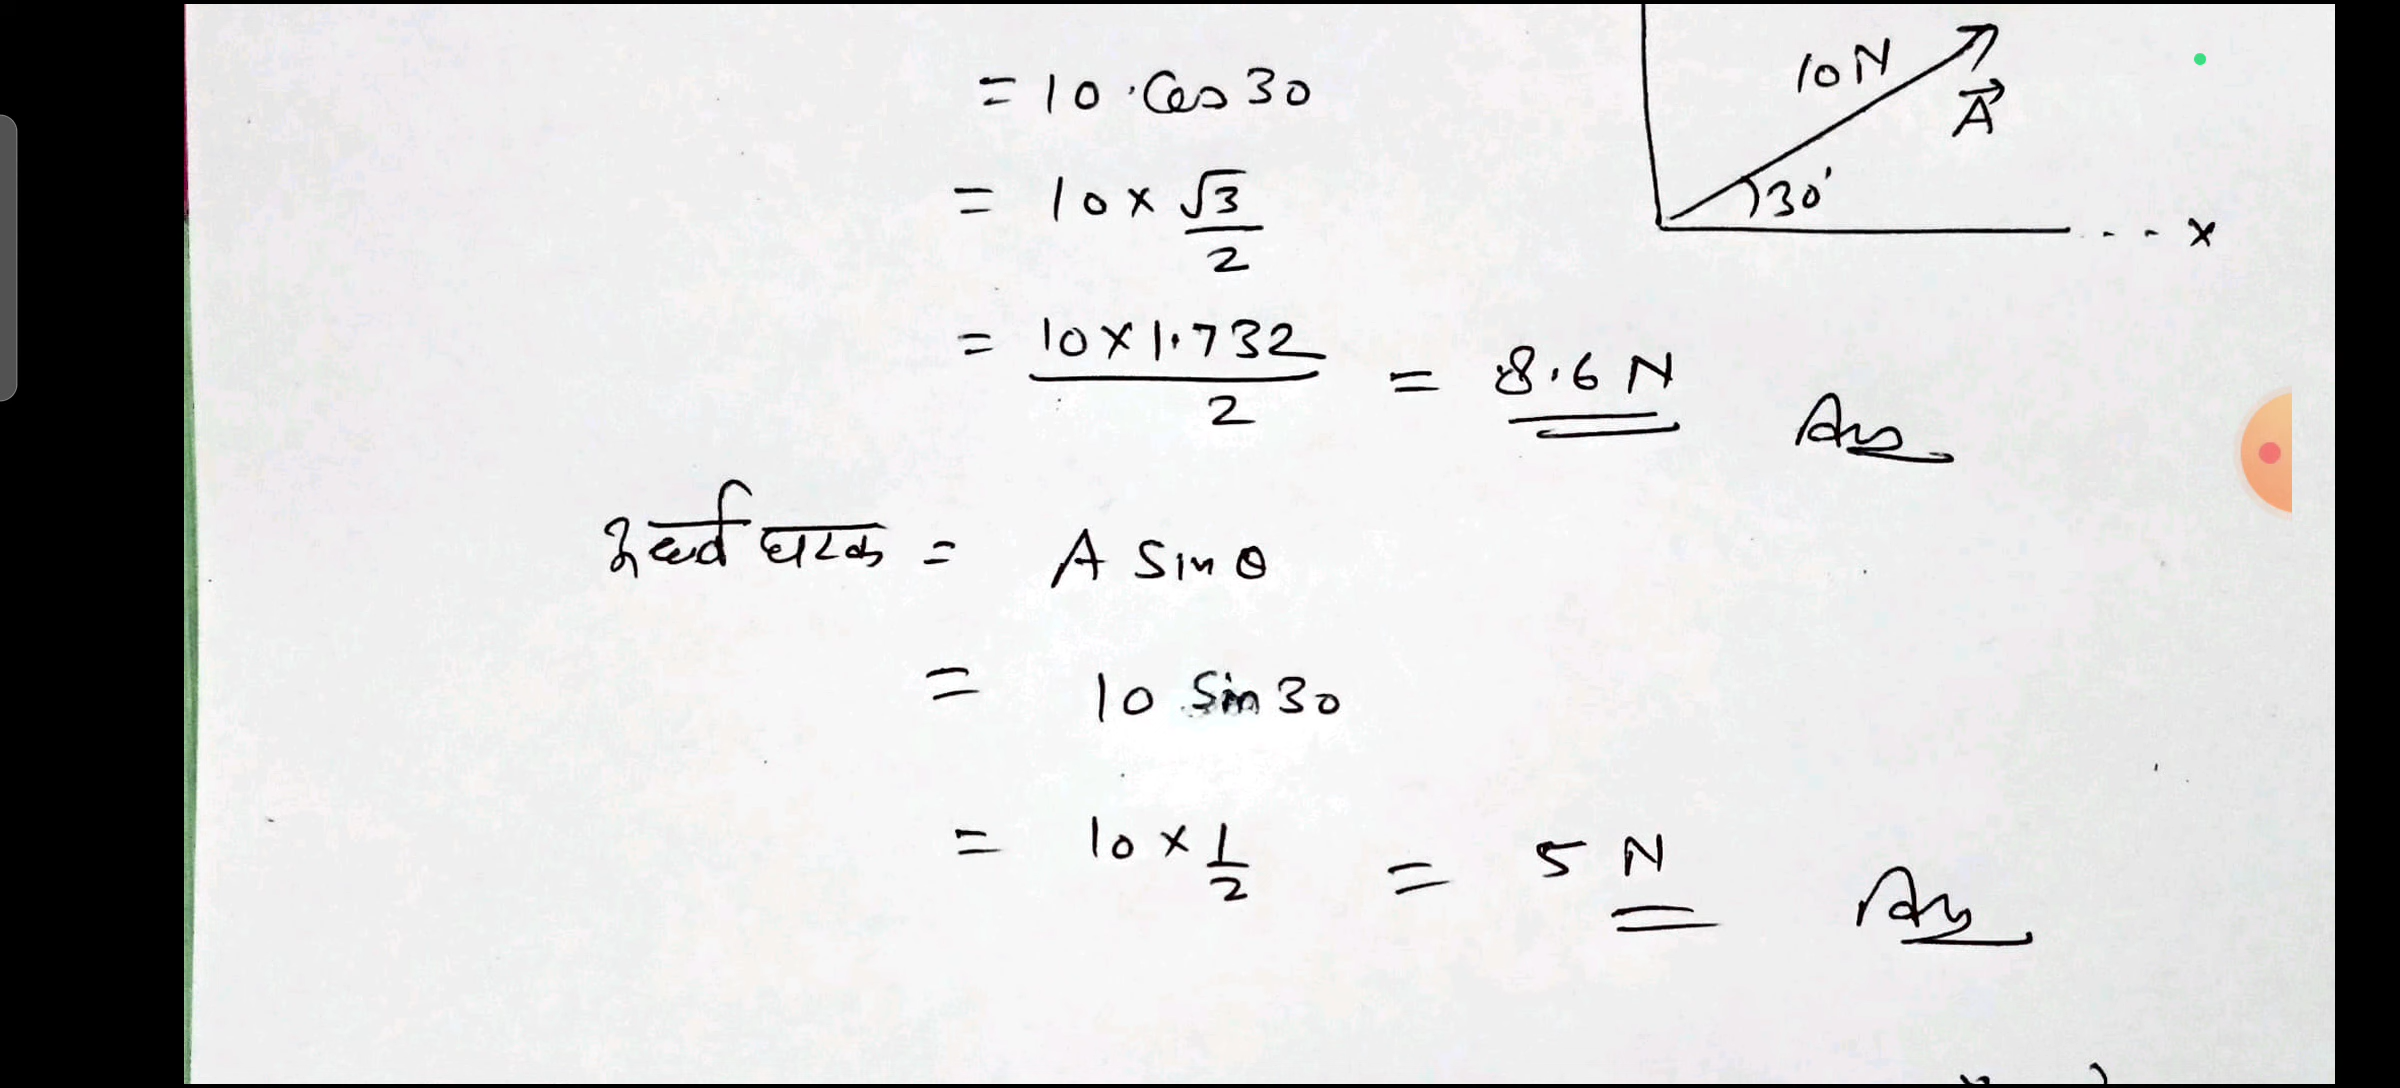 = 10 · Cos 30
10 N
A⃗
30°
x
= 10 × √3/2
= 10 × 1.732 / 2 = 8.6 N Ans
ऊर्ध्व घटक = A Sin θ
= 10 Sin 30
= 10 × 1/2 = 5 N Ans